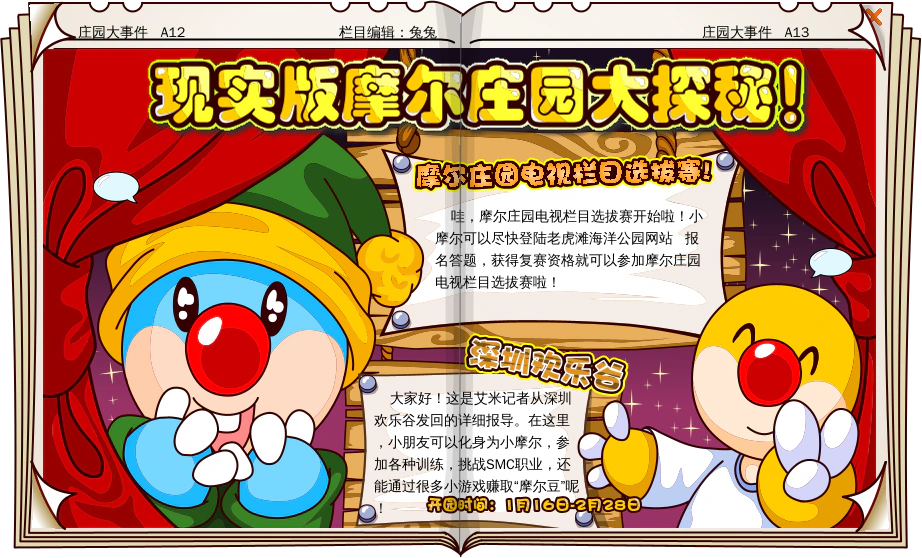 庄园大事件 A12
栏目编辑：兔兔
庄园大事件 A13
现实版摩尔庄园大探秘！
摩尔庄园电视栏目选拔赛！
哇，摩尔庄园电视栏目选拔赛开始啦！小
摩尔可以尽快登陆老虎滩海洋公园网站 报
名答题，获得复赛资格就可以参加摩尔庄园
电视栏目选拔赛啦！
深圳欢乐谷
大家好！这是艾米记者从深圳
欢乐谷发回的详细报导。在这里
，小朋友可以化身为小摩尔，参
加各种训练，挑战SMC职业，还
能通过很多小游戏赚取“摩尔豆”呢
！
开园时间：1月16日-2月28日